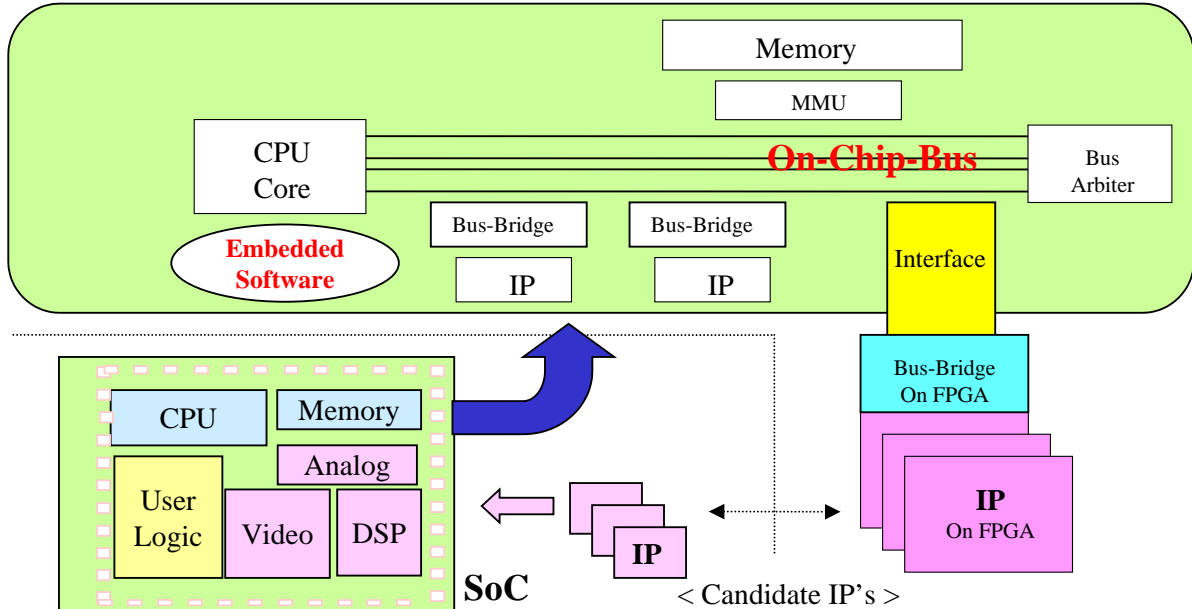 Memory
MMU
CPU
Core
On-Chip-Bus
Bus
Arbiter
Bus-Bridge
Bus-Bridge
Interface
Embedded
Software
IP
IP
Bus-Bridge
On FPGA
CPU
Memory
Analog
User
Logic
Video
DSP
IP
IP
On FPGA
SoC
< Candidate IP's >